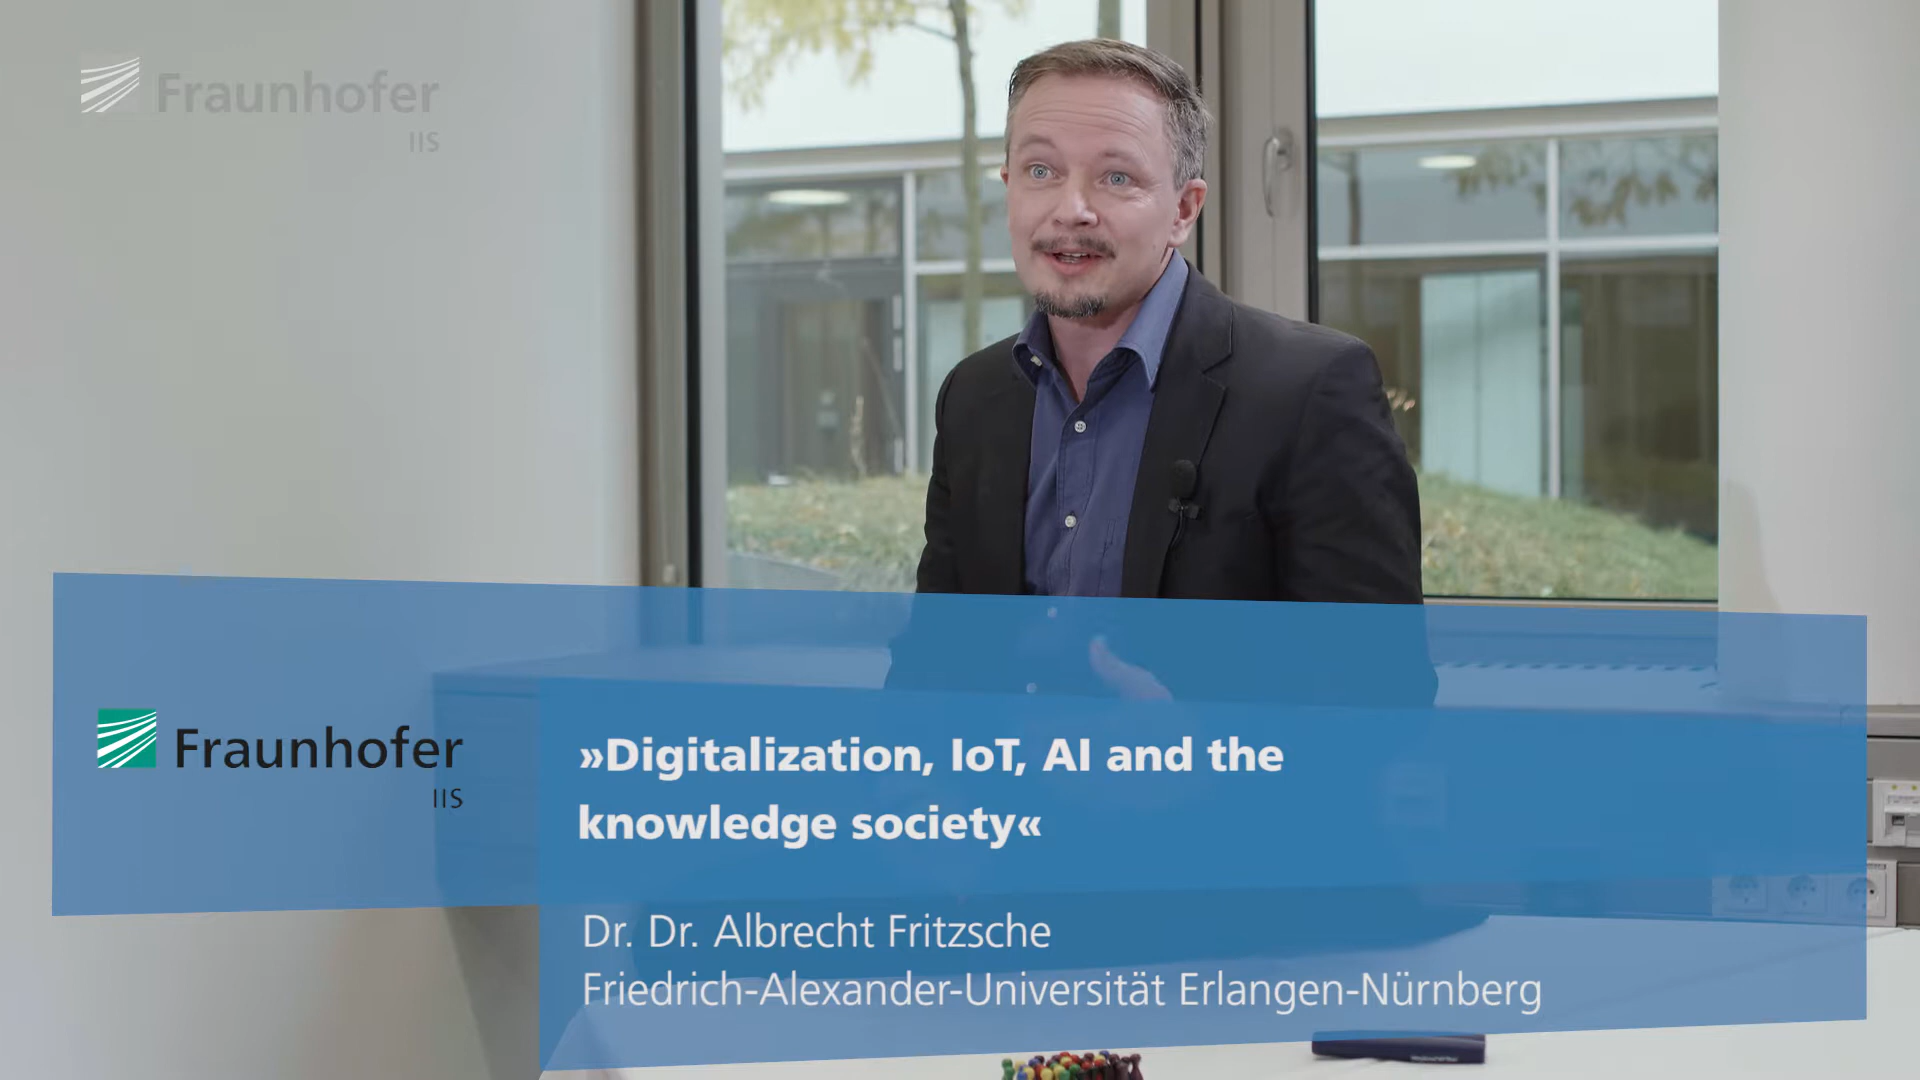 Fraunhofer
IIS
Fraunhofer
IIS
»Digitalization, IoT, AI and the
knowledge society«
Dr. Dr. Albrecht Fritzsche
Friedrich-Alexander-Universität Erlangen-Nürnberg